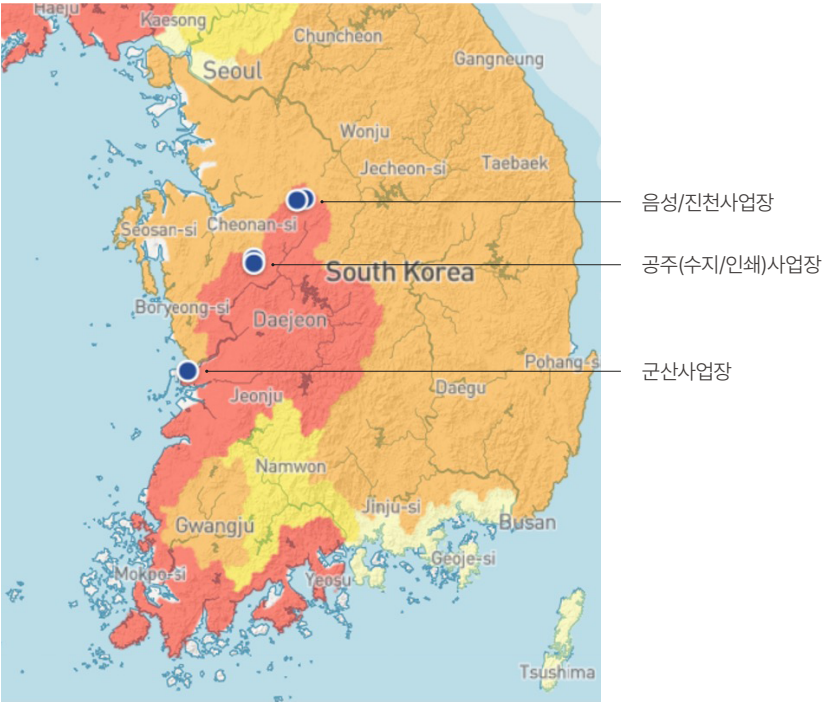 Haeju
Kaesong
Chuncheon
Gangneung
Seoul
Wonju
Jecheon-si
Taebaek
음성/진천사업장
Seosan-si
Cheonan-si
공주(수지/인쇄)사업장
South Korea
Boryeong-si
Daejeon
Pohang-s
군산사업장
Daegu
Jeonju
Namwon
Jinju-si
Gwangju
Busan
Geoje-si
Mokpo-si
Yeosu
Tsushima